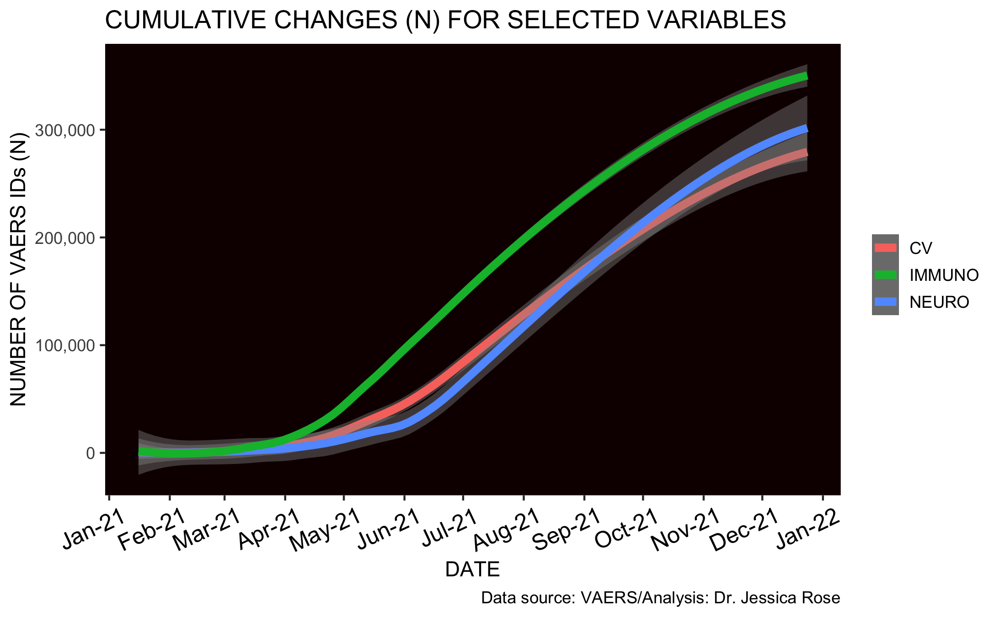 CUMULATIVE CHANGES (N) FOR SELECTED VARIABLES
NUMBER OF VAERS IDs (N)
300,000
200,000
100,000
0
CV
IMMUNO
NEURO
Jan-21
Feb-21
Mar-21
Apr-21
May-21
Jun-21
Jul-21
Aug-21
Sep-21
Oct-21
Nov-21
Dec-21
Jan-22
DATE
Data source: VAERS/Analysis: Dr. Jessica Rose